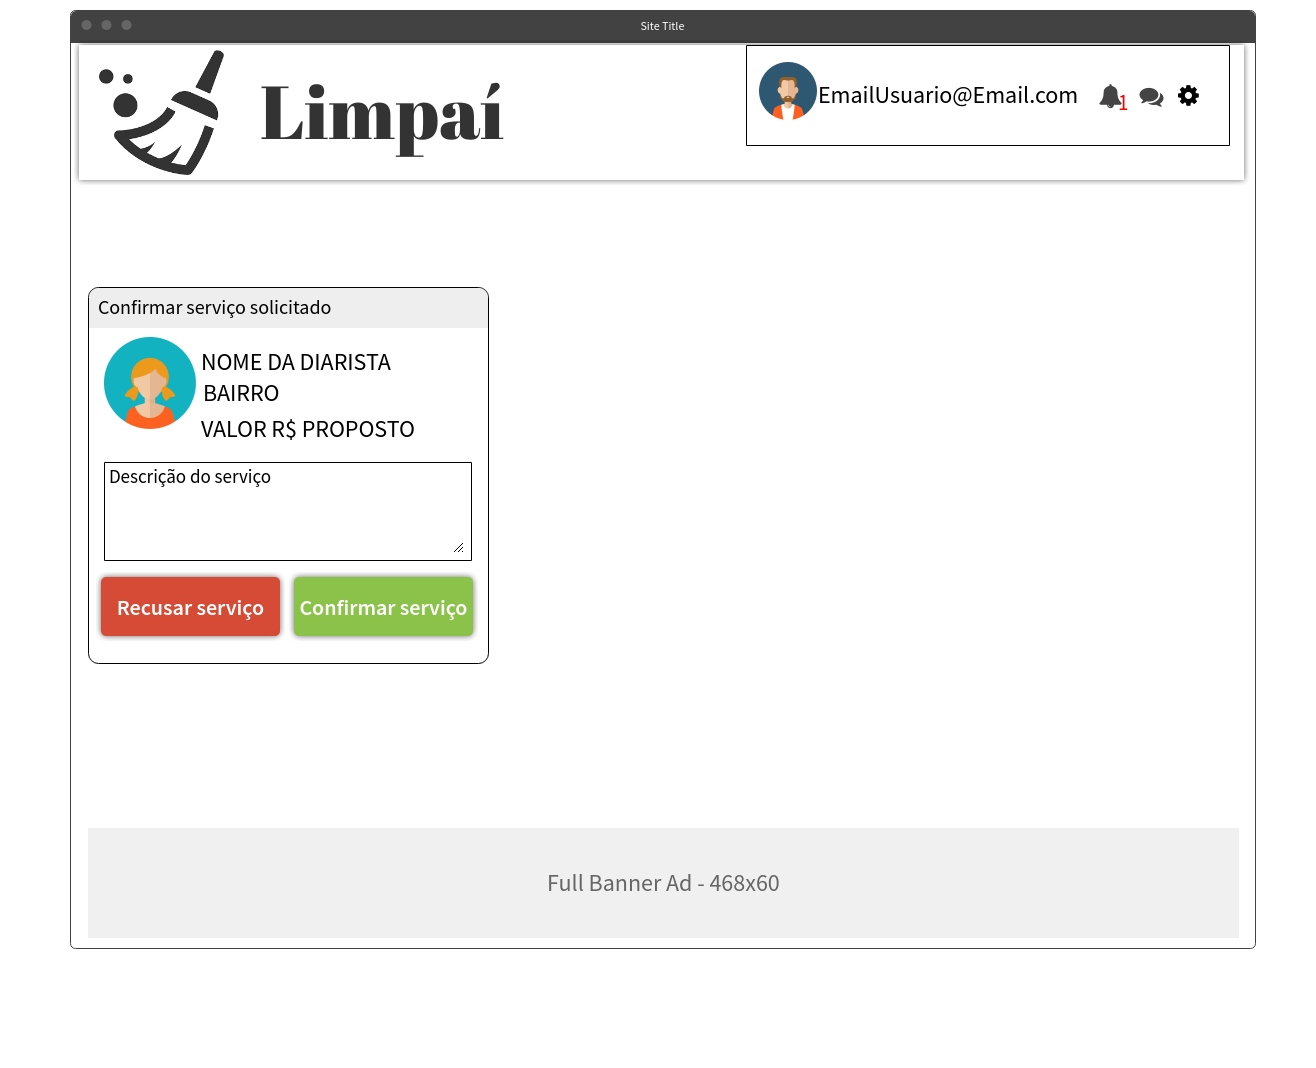 Site Title
Limpaí
EmailUsuario@Email.com
1
Confirmar serviço solicitado
NOME DA DIARISTA
BAIRRO
VALOR R$ PROPOSTO
Descrição do serviço
Recusar serviço
Confirmar serviço
Full Banner Ad - 468x60